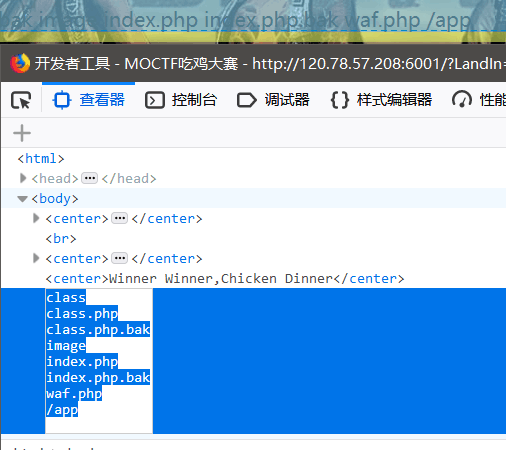 bak image index.php index.php.bak waf.php /app
开发者工具 - MOCTF吃鸡大赛 - http://120.78.57.208:6001/?LandIn=
查看器 控制台 调试器 {} 样式编辑器 性能
+
<html>
<head>...</head>
<body>
<center>...</center>
<br>
<center>...</center>
<center>Winner Winner,Chicken Dinner</center>
class
class.php
class.php.bak
image
index.php
index.php.bak
waf.php
/app